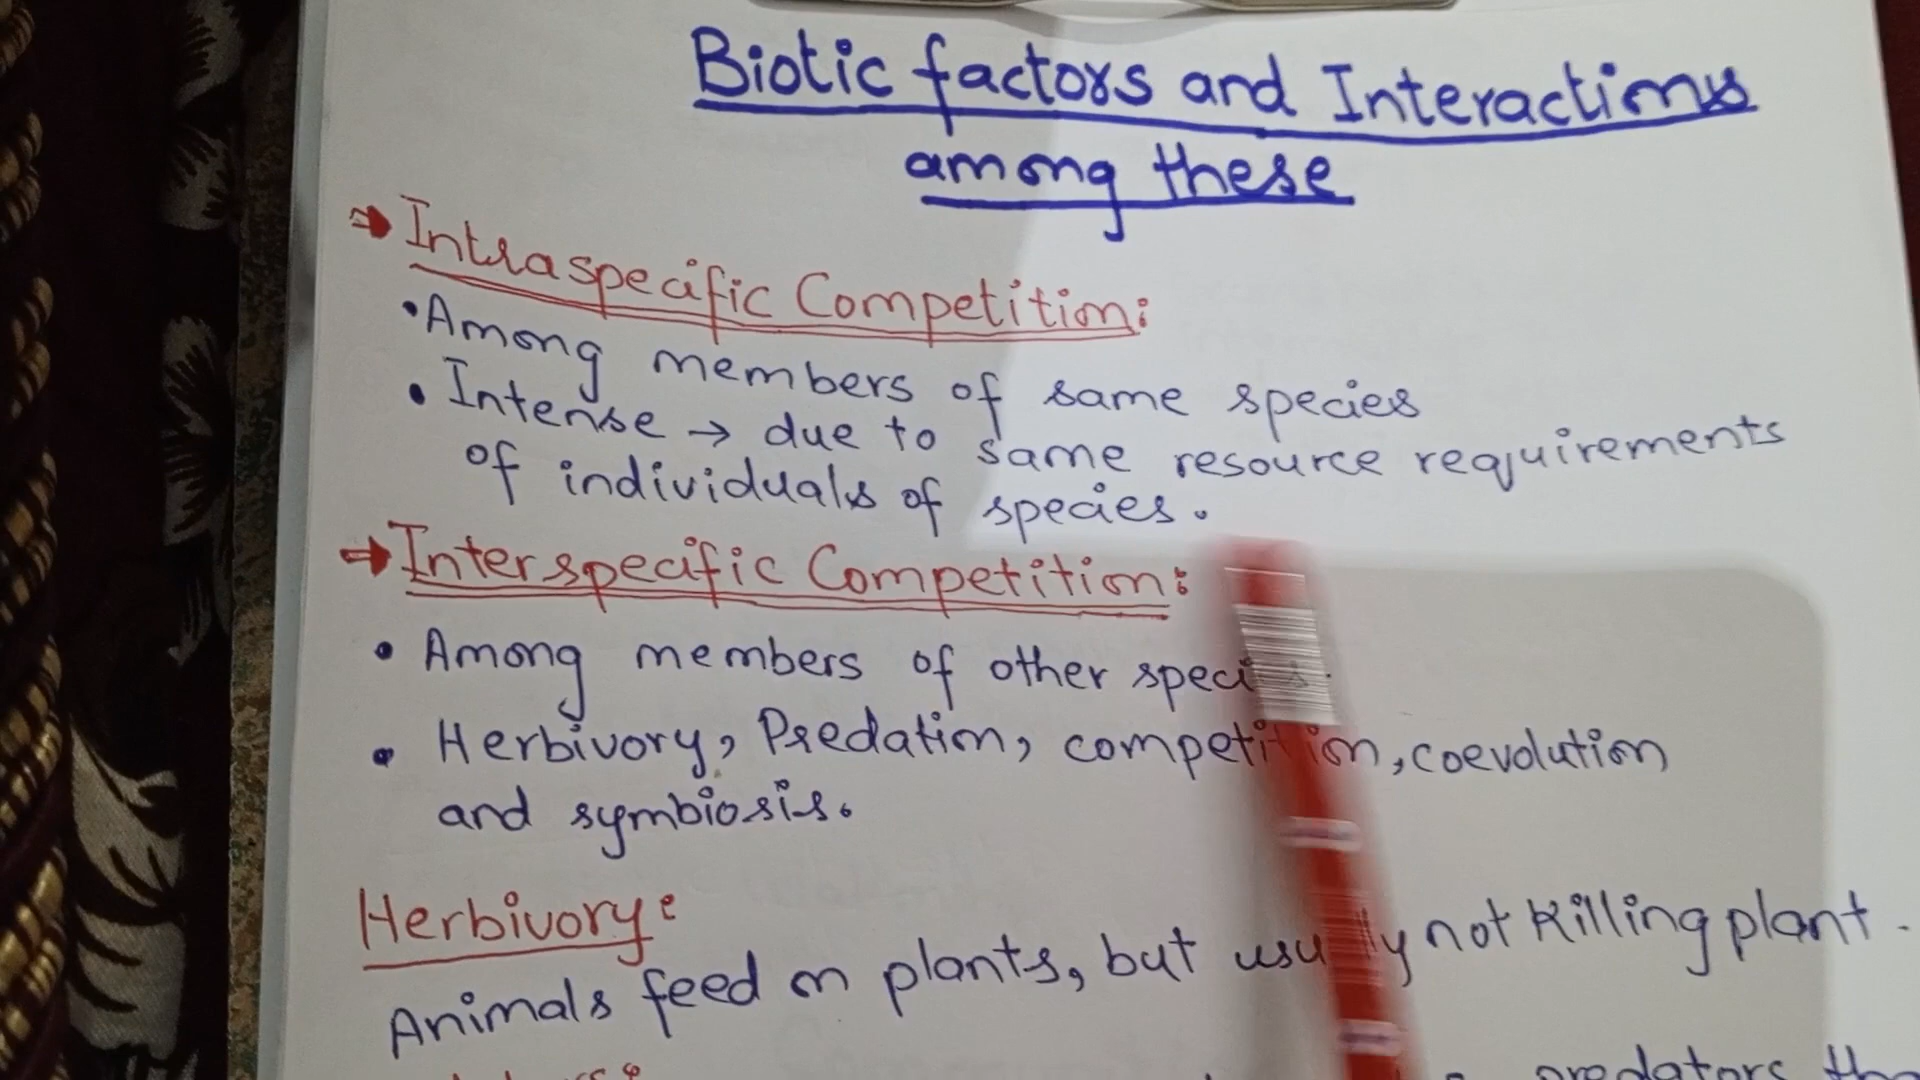 Biotic factors and Interactions
among these
→ Intraspecific Competition:
• Among members of same species
• Intense → due to same resource requirements
of individuals of species.
→ Interspecific Competition:
• Among members of other
• Herbivory, Predation, competition, coevolution
and symbiosis.
Herbivory:
Animals feed on plants, but not killing plant.
predators